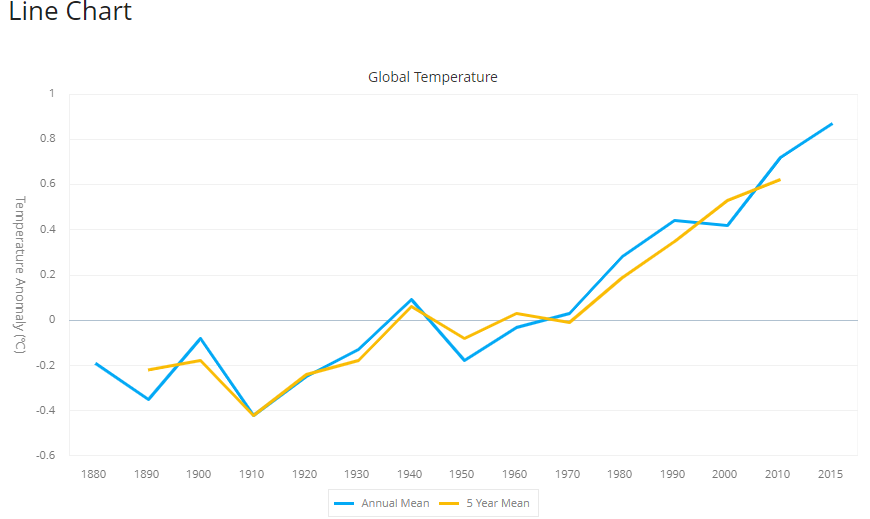 Line Chart
Global Temperature
Temperature Anomaly (°C)
1
0.8
0.6
0.4
0.2
0
-0.2
-0.4
-0.6
1880 1890 1900 1910 1920 1930 1940 1950 1960 1970 1980 1990 2000 2010 2015
Annual Mean 5 Year Mean